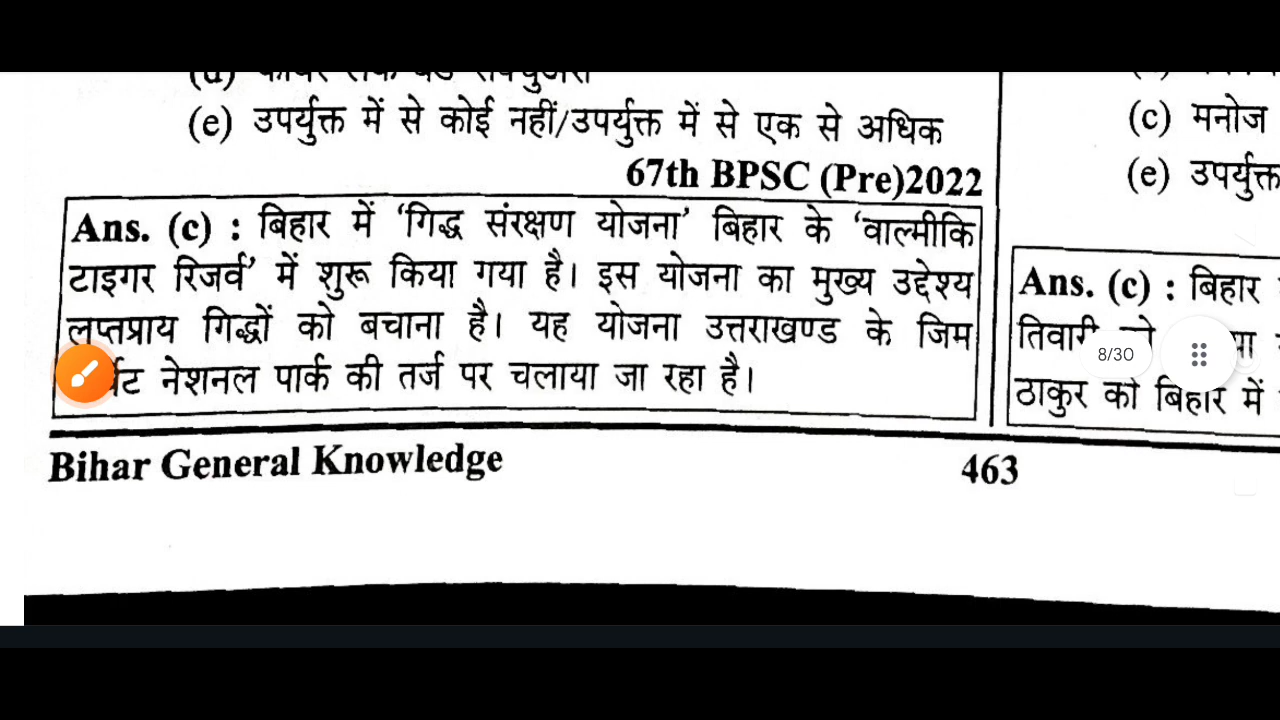 (e) उपर्युक्त में से कोई नहीं/उपर्युक्त में से एक से अधिक
67th BPSC (Pre)2022
Ans. (c) : बिहार में ‘गिद्ध संरक्षण योजना’ बिहार के ‘वाल्मीकि
टाइगर रिजर्व’ में शुरू किया गया है। इस योजना का मुख्य उद्देश्य
लुप्तप्राय गिद्धों को बचाना है। यह योजना उत्तराखण्ड के जिम
नेशनल पार्क की तर्ज पर चलाया जा रहा है।
Bihar General Knowledge
463
(c) मनोज
(e) उपर्युक्त
Ans. (c) : बिहार
ठाकुर को बिहार में
8/30